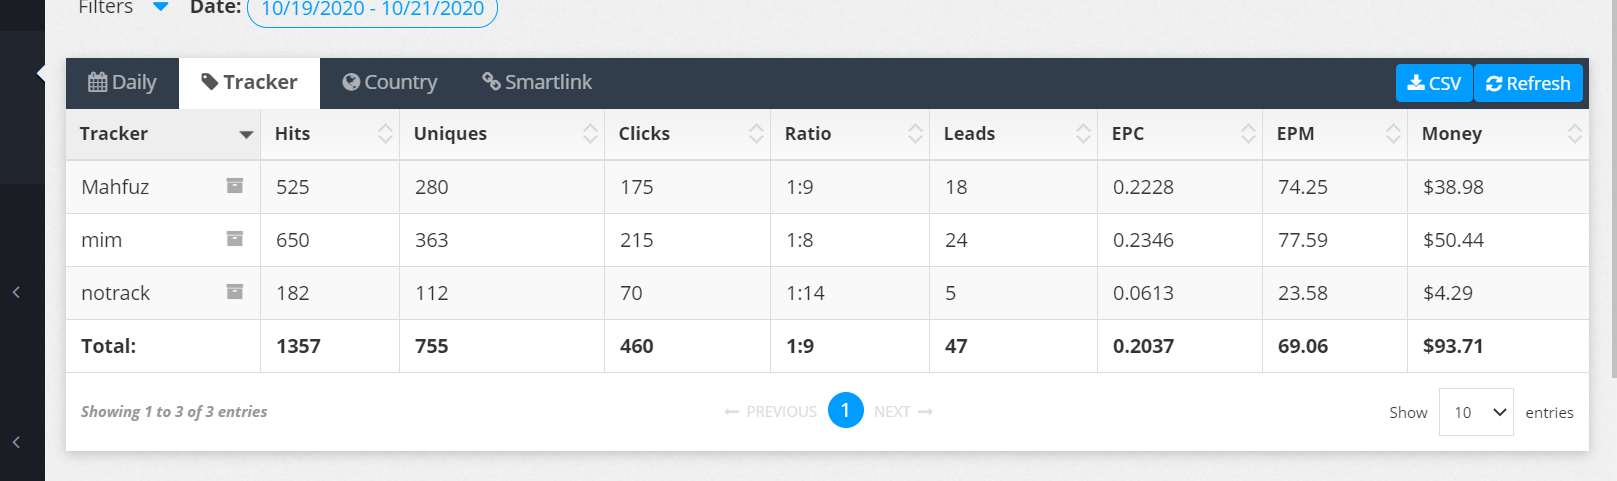 Filters Date: 10/19/2020 - 10/21/2020
Daily Tracker Country Smartlink CSV Refresh
Tracker Hits Uniques Clicks Ratio Leads EPC EPM Money
Mahfuz 525 280 175 1:9 18 0.2228 74.25 $38.98
mim 650 363 215 1:8 24 0.2346 77.59 $50.44
notrack 182 112 70 1:14 5 0.0613 23.58 $4.29
Total: 1357 755 460 1:9 47 0.2037 69.06 $93.71
Showing 1 to 3 of 3 entries ← PREVIOUS 1 NEXT → Show 10 entries